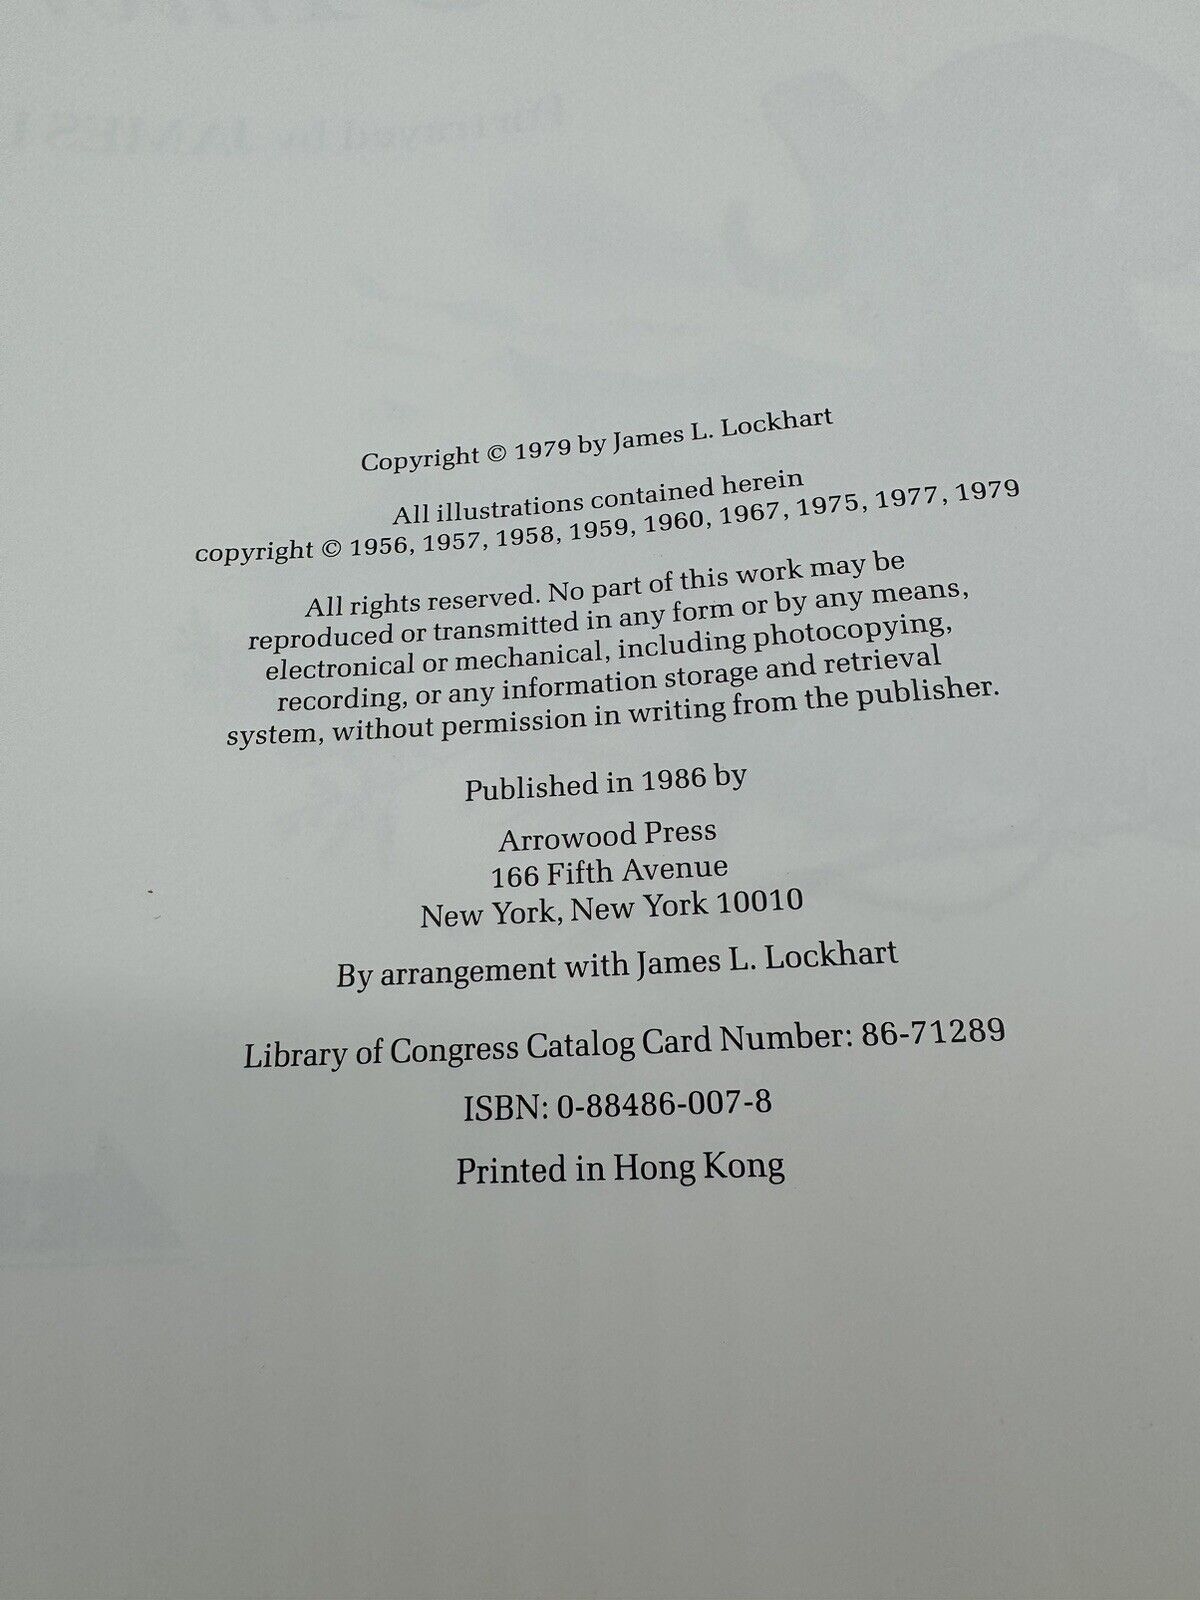 Copyright © 1979 by James L. Lockhart
All illustrations contained herein
copyright © 1956, 1957, 1958, 1959, 1960, 1967, 1975, 1977, 1979
All rights reserved. No part of this work may be
reproduced or transmitted in any form or by any means,
electronical or mechanical, including photocopying,
recording, or any information storage and retrieval
system, without permission in writing from the publisher.
Published in 1986 by
Arrowood Press
166 Fifth Avenue
New York, New York 10010
By arrangement with James L. Lockhart
Library of Congress Catalog Card Number: 86-71289
ISBN: 0-88486-007-8
Printed in Hong Kong